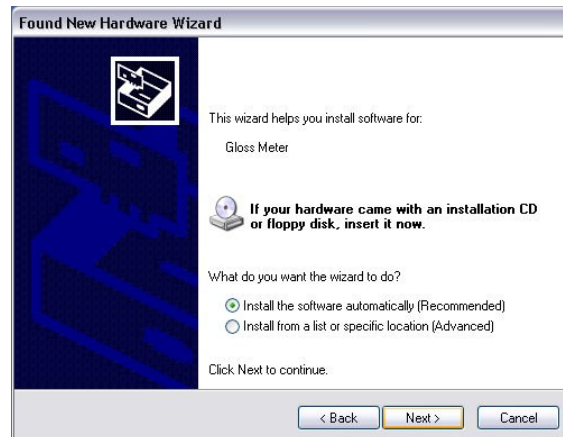 Found New Hardware Wizard
This wizard helps you install software for:
Gloss Meter
If your hardware came with an installation CD
or floppy disk, insert it now.
What do you want the wizard to do?
Install the software automatically (Recommended)
Install from a list or specific location (Advanced)
Click Next to continue.
< Back Next > Cancel